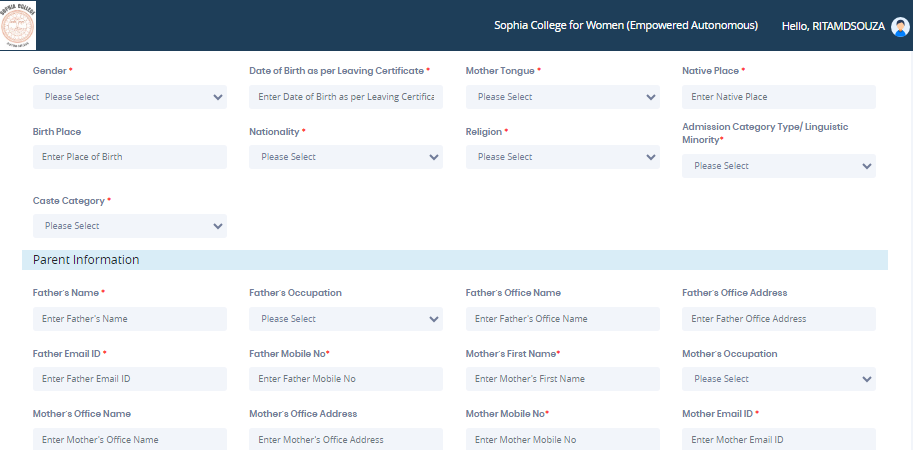 SOPHIA COLLEGE
Sophia College for Women (Empowered Autonomous)
Hello, RITAMDSOUZA
Gender *
Date of Birth as per Leaving Certificate *
Mother Tongue *
Native Place *
Please Select
Enter Date of Birth as per Leaving Certifica
Please Select
Enter Native Place
Birth Place
Nationality *
Religion *
Admission Category Type/ Linguistic
Minority*
Enter Place of Birth
Please Select
Please Select
Please Select
Caste Category *
Please Select
Parent Information
Father's Name *
Father's Occupation
Father's Office Name
Father's Office Address
Enter Father's Name
Please Select
Enter Father's Office Name
Enter Father Office Address
Father Email ID *
Father Mobile No*
Mother's First Name*
Mother's Occupation
Enter Father Email ID
Enter Father Mobile No
Enter Mother's First Name
Please Select
Mother's Office Name
Mother's Office Address
Mother Mobile No*
Mother Email ID *
Enter Mother's Office Name
Enter Mother's Office Address
Enter Mother Mobile No
Enter Mother Email ID